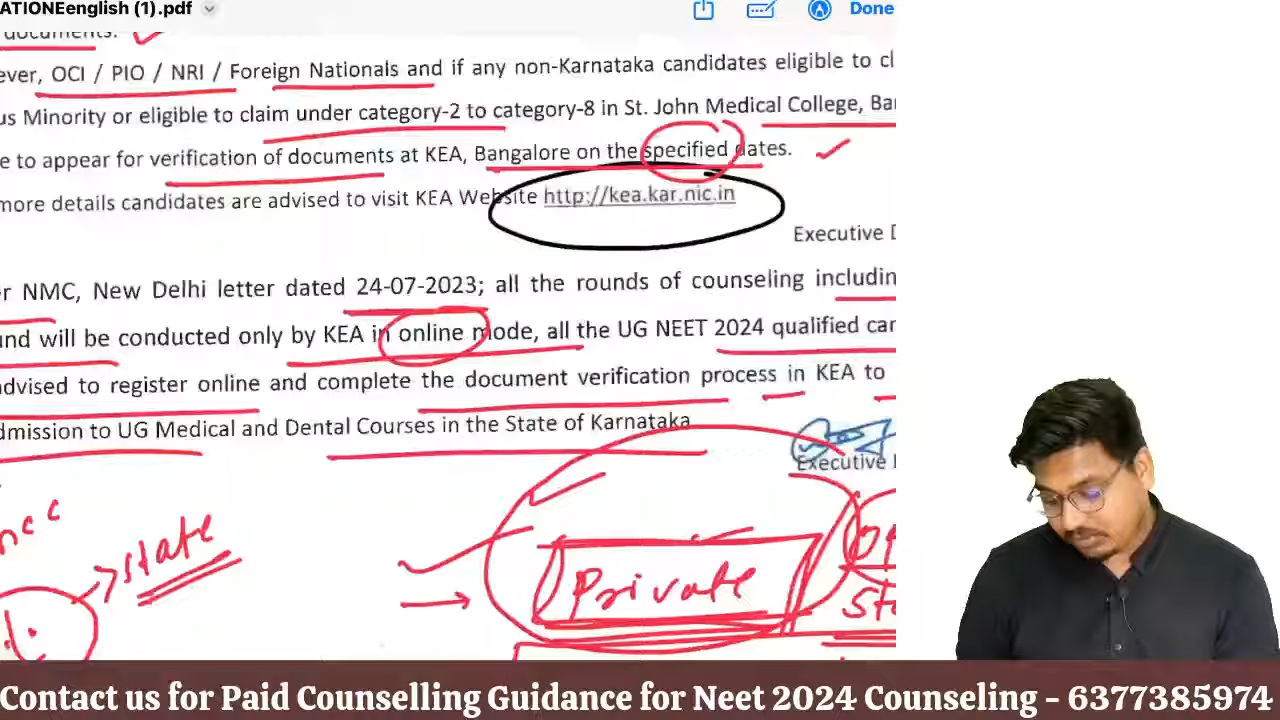 ATIONEenglish (1).pdf
Done
documents.
ever, OCI / PIO / NRI / Foreign Nationals and if any non-Karnataka candidates eligible to cl
us Minority or eligible to claim under category-2 to category-8 in St. John Medical College, Ba
e to appear for verification of documents at KEA, Bangalore on the specified dates.
more details candidates are advised to visit KEA Website http://kea.kar.nic.in
Executive D
r NMC, New Delhi letter dated 24-07-2023; all the rounds of counseling includin
und will be conducted only by KEA in online mode, all the UG NEET 2024 qualified car
advised to register online and complete the document verification process in KEA to
dmission to UG Medical and Dental Courses in the State of Karnataka
Executive
mcc
state
Private
Contact us for Paid Counselling Guidance for Neet 2024 Counseling - 6377385974